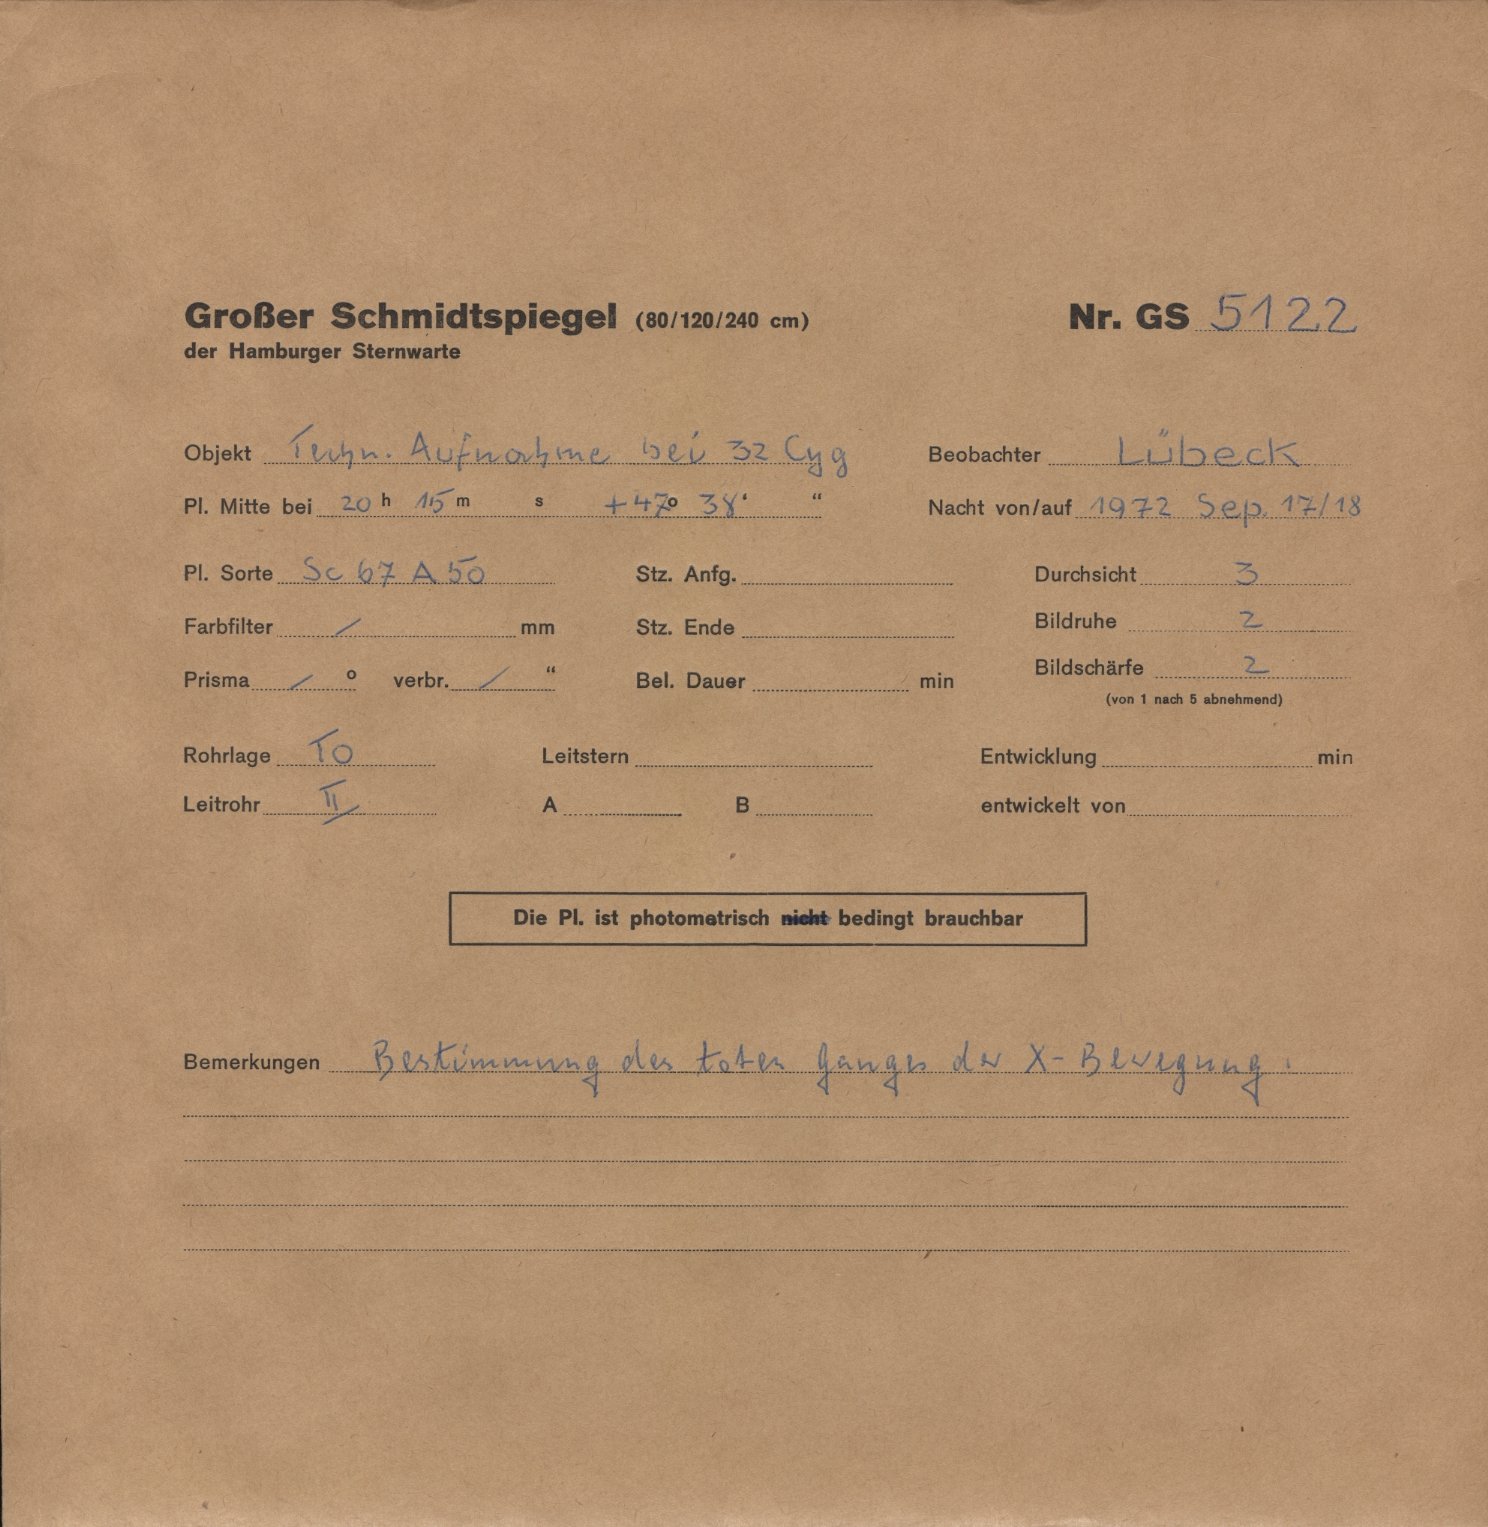 Großer Schmidtspiegel (80/120/240 cm) Nr. GS 5122
der Hamburger Sternwarte
Objekt Techn. Aufnahme bei 32 Cyg Beobachter Lübeck
Pl. Mitte bei 20 h 15 m s +47° 38' “ Nacht von/auf 1972 Sep. 17/18
Pl. Sorte Sc 67 A 50 Stz. Anfg. Durchsicht 3
Farbfilter / mm Stz. Ende Bildruhe 2
Prisma / ° verbr. / “ Bel. Dauer min Bildschärfe 2
(von 1 nach 5 abnehmend)
Rohrlage TO Leitstern Entwicklung min
Leitrohr II A B entwickelt von
Die Pl. ist photometrisch nicht bedingt brauchbar
Bemerkungen Bestimmung des toten Ganges der X-Bewegung.